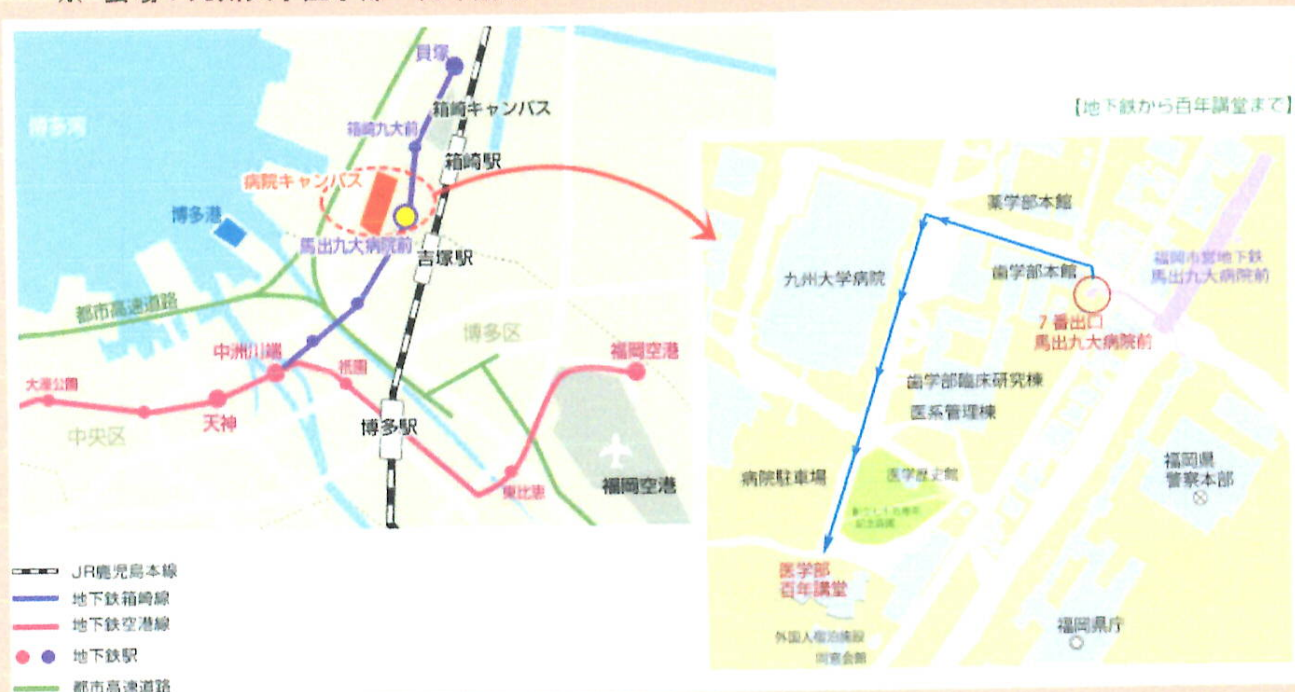 博多湾
貝塚
箱崎キャンパス
箱崎九大前
箱崎駅
病院キャンパス
博多港
馬出九大病院前
吉塚駅
都市高速道路
博多区
中洲川端
祇園
福岡空港
大濠公園
天神
中央区
博多駅
東比恵
福岡空港
JR鹿児島本線
地下鉄箱崎線
地下鉄空港線
地下鉄駅
都市高速道路
【地下鉄から百年講堂まで】
薬学部本館
福岡市営地下鉄
馬出九大病院前
九州大学病院
歯学部本館
7番出口
馬出九大病院前
歯学部臨床研究棟
医系管理棟
病院駐車場
医学歴史館
福岡県
警察本部
医学部
百年講堂
外国人宿泊施設
同窓会館
福岡県庁